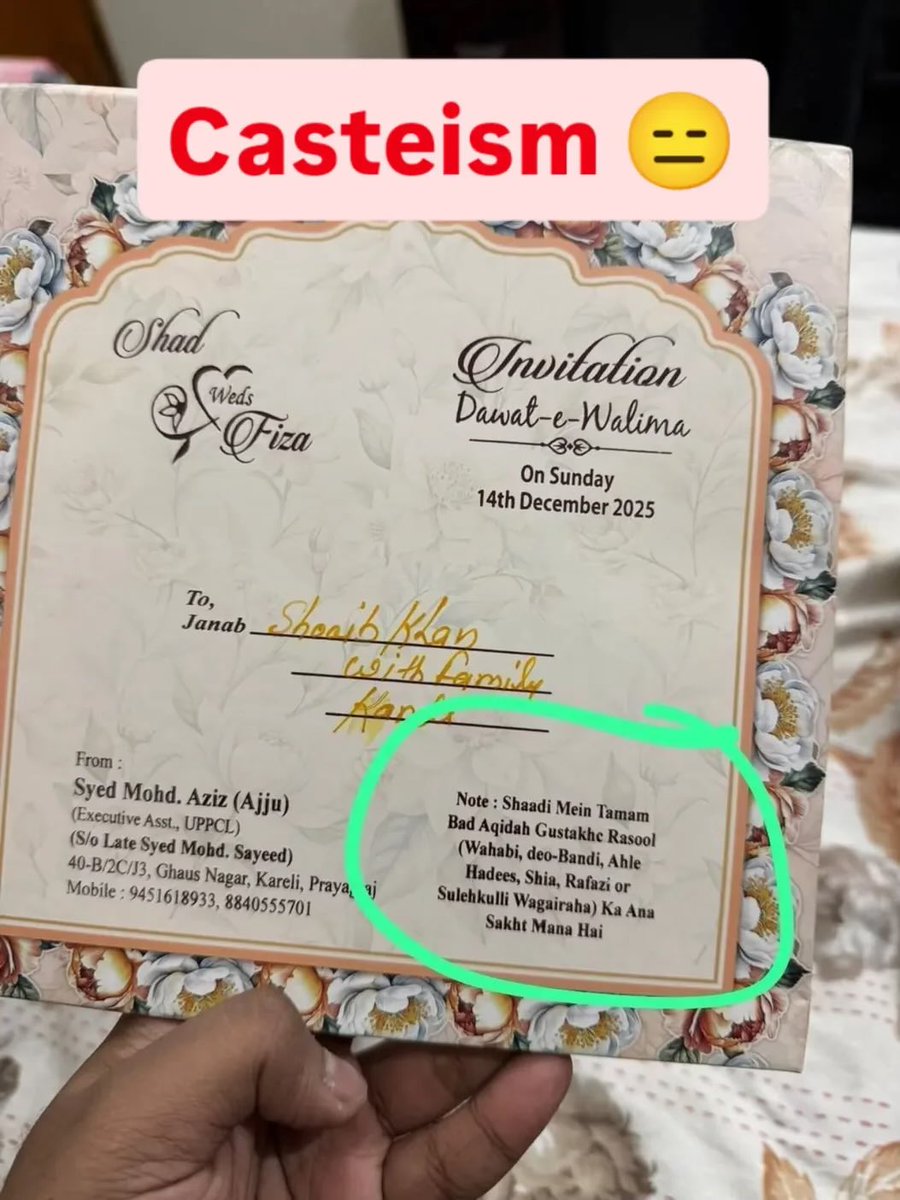 Casteism 😑
Shad
Weds
Fiza
Invitation
Dawat-e-Walima
On Sunday
14th December 2025
To,
Janab Shoaib Khan
with family
From :
Syed Mohd. Aziz (Ajju)
(Executive Asst., UPPCL)
(S/o Late Syed Mohd. Sayeed)
40-B/2C/J3, Ghaus Nagar, Kareli, Prayagraj
Mobile : 9451618933, 8840555701
Note : Shaadi Mein Tamam
Bad Aqidah Gustakhc Rasool
(Wahabi, deo-Bandi, Ahle
Hadees, Shia, Rafazi or
Sulehkulli Wagairaha) Ka Ana
Sakht Mana Hai